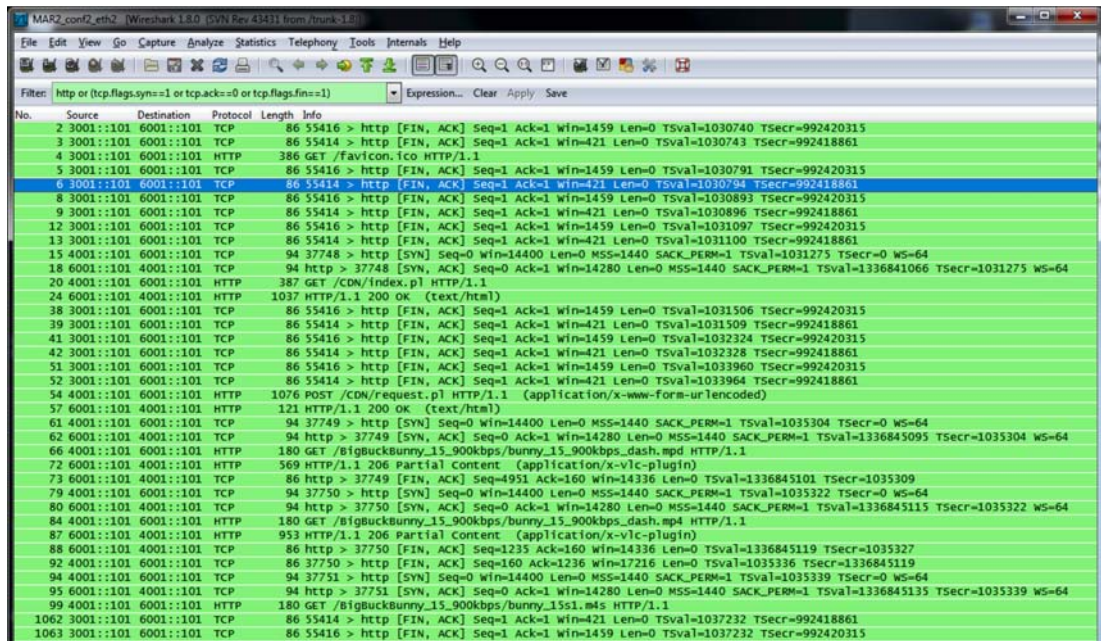 MAR2_conf2_eth2 [Wireshark 1.8.0 (SVN Rev 43431 from /trunk-1.8)]
File Edit View Go Capture Analyze Statistics Telephony Tools Internals Help
Filter: http or (tcp.flags.syn==1 or tcp.ack==0 or tcp.flags.fin==1) Expression... Clear Apply Save
No. Source Destination Protocol Length Info
2 3001::101 6001::101 TCP 86 55416 > http [FIN, ACK] Seq=1 Ack=1 Win=1459 Len=0 TSval=1030740 TSecr=992420315
3 3001::101 6001::101 TCP 86 55414 > http [FIN, ACK] Seq=1 Ack=1 Win=421 Len=0 TSval=1030743 TSecr=992418861
4 3001::101 6001::101 HTTP 386 GET /favicon.ico HTTP/1.1
5 3001::101 6001::101 TCP 86 55416 > http [FIN, ACK] Seq=1 Ack=1 Win=1459 Len=0 TSval=1030791 TSecr=992420315
6 3001::101 6001::101 TCP 86 55414 > http [FIN, ACK] Seq=1 Ack=1 Win=421 Len=0 TSval=1030794 TSecr=992418861
8 3001::101 6001::101 TCP 86 55416 > http [FIN, ACK] Seq=1 Ack=1 Win=1459 Len=0 TSval=1030893 TSecr=992420315
9 3001::101 6001::101 TCP 86 55414 > http [FIN, ACK] Seq=1 Ack=1 Win=421 Len=0 TSval=1030896 TSecr=992418861
12 3001::101 6001::101 TCP 86 55416 > http [FIN, ACK] Seq=1 Ack=1 Win=1459 Len=0 TSval=1031097 TSecr=992420315
13 3001::101 6001::101 TCP 86 55414 > http [FIN, ACK] Seq=1 Ack=1 Win=421 Len=0 TSval=1031100 TSecr=992418861
15 4001::101 6001::101 TCP 94 37748 > http [SYN] Seq=0 Win=14400 Len=0 MSS=1440 SACK_PERM=1 TSval=1031275 TSecr=0 WS=64
18 6001::101 4001::101 TCP 94 http > 37748 [SYN, ACK] Seq=0 Ack=1 Win=14280 Len=0 MSS=1440 SACK_PERM=1 TSval=1336841066 TSecr=1031275 WS=64
20 4001::101 6001::101 HTTP 387 GET /CDN/index.pl HTTP/1.1
24 6001::101 4001::101 HTTP 1037 HTTP/1.1 200 OK (text/html)
38 3001::101 6001::101 TCP 86 55416 > http [FIN, ACK] Seq=1 Ack=1 Win=1459 Len=0 TSval=1031506 TSecr=992420315
39 3001::101 6001::101 TCP 86 55414 > http [FIN, ACK] Seq=1 Ack=1 Win=421 Len=0 TSval=1031509 TSecr=992418861
41 3001::101 6001::101 TCP 86 55416 > http [FIN, ACK] Seq=1 Ack=1 Win=1459 Len=0 TSval=1032324 TSecr=992420315
42 3001::101 6001::101 TCP 86 55414 > http [FIN, ACK] Seq=1 Ack=1 Win=421 Len=0 TSval=1032328 TSecr=992418861
51 3001::101 6001::101 TCP 86 55416 > http [FIN, ACK] Seq=1 Ack=1 Win=1459 Len=0 TSval=1033960 TSecr=992420315
52 3001::101 6001::101 TCP 86 55414 > http [FIN, ACK] Seq=1 Ack=1 Win=421 Len=0 TSval=1033964 TSecr=992418861
54 4001::101 6001::101 HTTP 1076 POST /CDN/request.pl HTTP/1.1 (application/x-www-form-urlencoded)
57 6001::101 4001::101 HTTP 121 HTTP/1.1 200 OK (text/html)
61 4001::101 6001::101 TCP 94 37749 > http [SYN] Seq=0 Win=14400 Len=0 MSS=1440 SACK_PERM=1 TSval=1035304 TSecr=0 WS=64
62 6001::101 4001::101 TCP 94 http > 37749 [SYN, ACK] Seq=0 Ack=1 Win=14280 Len=0 MSS=1440 SACK_PERM=1 TSval=1336845095 TSecr=1035304 WS=64
66 4001::101 6001::101 HTTP 180 GET /BigBuckBunny_15_900kbps/bunny_15_900kbps_dash.mpd HTTP/1.1
72 6001::101 4001::101 HTTP 569 HTTP/1.1 206 Partial Content (application/x-vlc-plugin)
73 6001::101 4001::101 TCP 86 http > 37749 [FIN, ACK] Seq=4951 Ack=160 Win=14336 Len=0 TSval=1336845101 TSecr=1035309
79 4001::101 6001::101 TCP 94 37750 > http [SYN] Seq=0 Win=14400 Len=0 MSS=1440 SACK_PERM=1 TSval=1035322 TSecr=0 WS=64
80 6001::101 4001::101 TCP 94 http > 37750 [SYN, ACK] Seq=0 Ack=1 Win=14280 Len=0 MSS=1440 SACK_PERM=1 TSval=1336845115 TSecr=1035322 WS=64
84 4001::101 6001::101 HTTP 180 GET /BigBuckBunny_15_900kbps/bunny_15_900kbps_dash.mp4 HTTP/1.1
87 6001::101 4001::101 HTTP 953 HTTP/1.1 206 Partial Content (application/x-vlc-plugin)
88 6001::101 4001::101 TCP 86 http > 37750 [FIN, ACK] Seq=1235 Ack=160 Win=14336 Len=0 TSval=1336845119 TSecr=1035327
92 4001::101 6001::101 TCP 86 37750 > http [FIN, ACK] Seq=160 Ack=1236 Win=17216 Len=0 TSval=1035336 TSecr=1336845119
94 4001::101 6001::101 TCP 94 37751 > http [SYN] Seq=0 Win=14400 Len=0 MSS=1440 SACK_PERM=1 TSval=1035339 TSecr=0 WS=64
95 6001::101 4001::101 TCP 94 http > 37751 [SYN, ACK] Seq=0 Ack=1 Win=14280 Len=0 MSS=1440 SACK_PERM=1 TSval=1336845135 TSecr=1035339 WS=64
99 4001::101 6001::101 HTTP 180 GET /BigBuckBunny_15_900kbps/bunny_15s1.m4s HTTP/1.1
1062 3001::101 6001::101 TCP 86 55414 > http [FIN, ACK] Seq=1 Ack=1 Win=421 Len=0 TSval=1037232 TSecr=992418861
1063 3001::101 6001::101 TCP 86 55416 > http [FIN, ACK] Seq=1 Ack=1 Win=1459 Len=0 TSval=1037232 TSecr=992420315